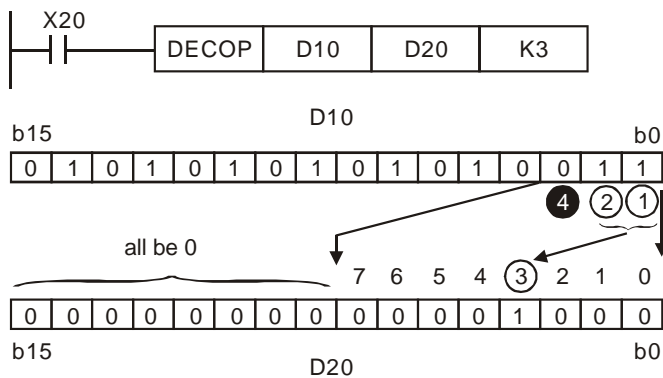 X20
DECOP D10 D20 K3
D10
b15 b0
0 1 0 1 0 1 0 1 0 1 0 1 0 0 1 1
4 2 1
all be 0
7 6 5 4 3 2 1 0
0 0 0 0 0 0 0 0 0 0 0 0 1 0 0 0
b15 b0
D20